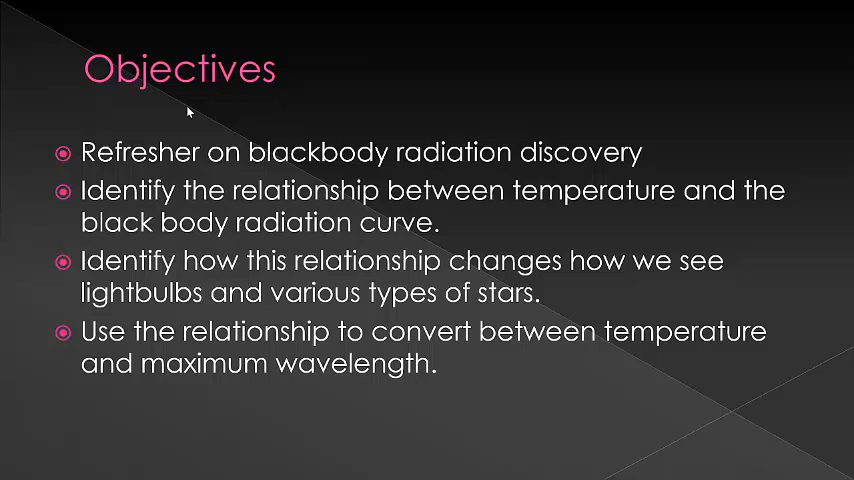 Objectives
Refresher on blackbody radiation discovery
Identify the relationship between temperature and the
black body radiation curve.
Identify how this relationship changes how we see
lightbulbs and various types of stars.
Use the relationship to convert between temperature
and maximum wavelength.